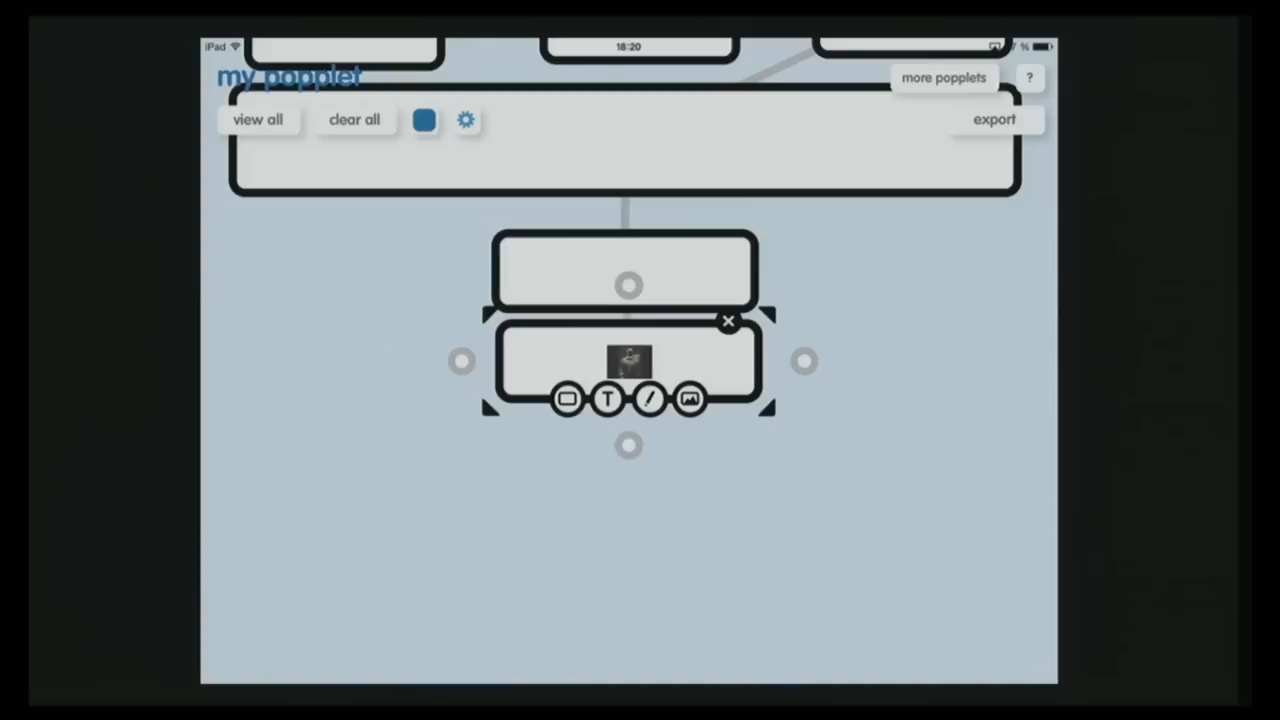 iPad
18:20
%
my popplet
more popplets
?
view all
clear all
export
T